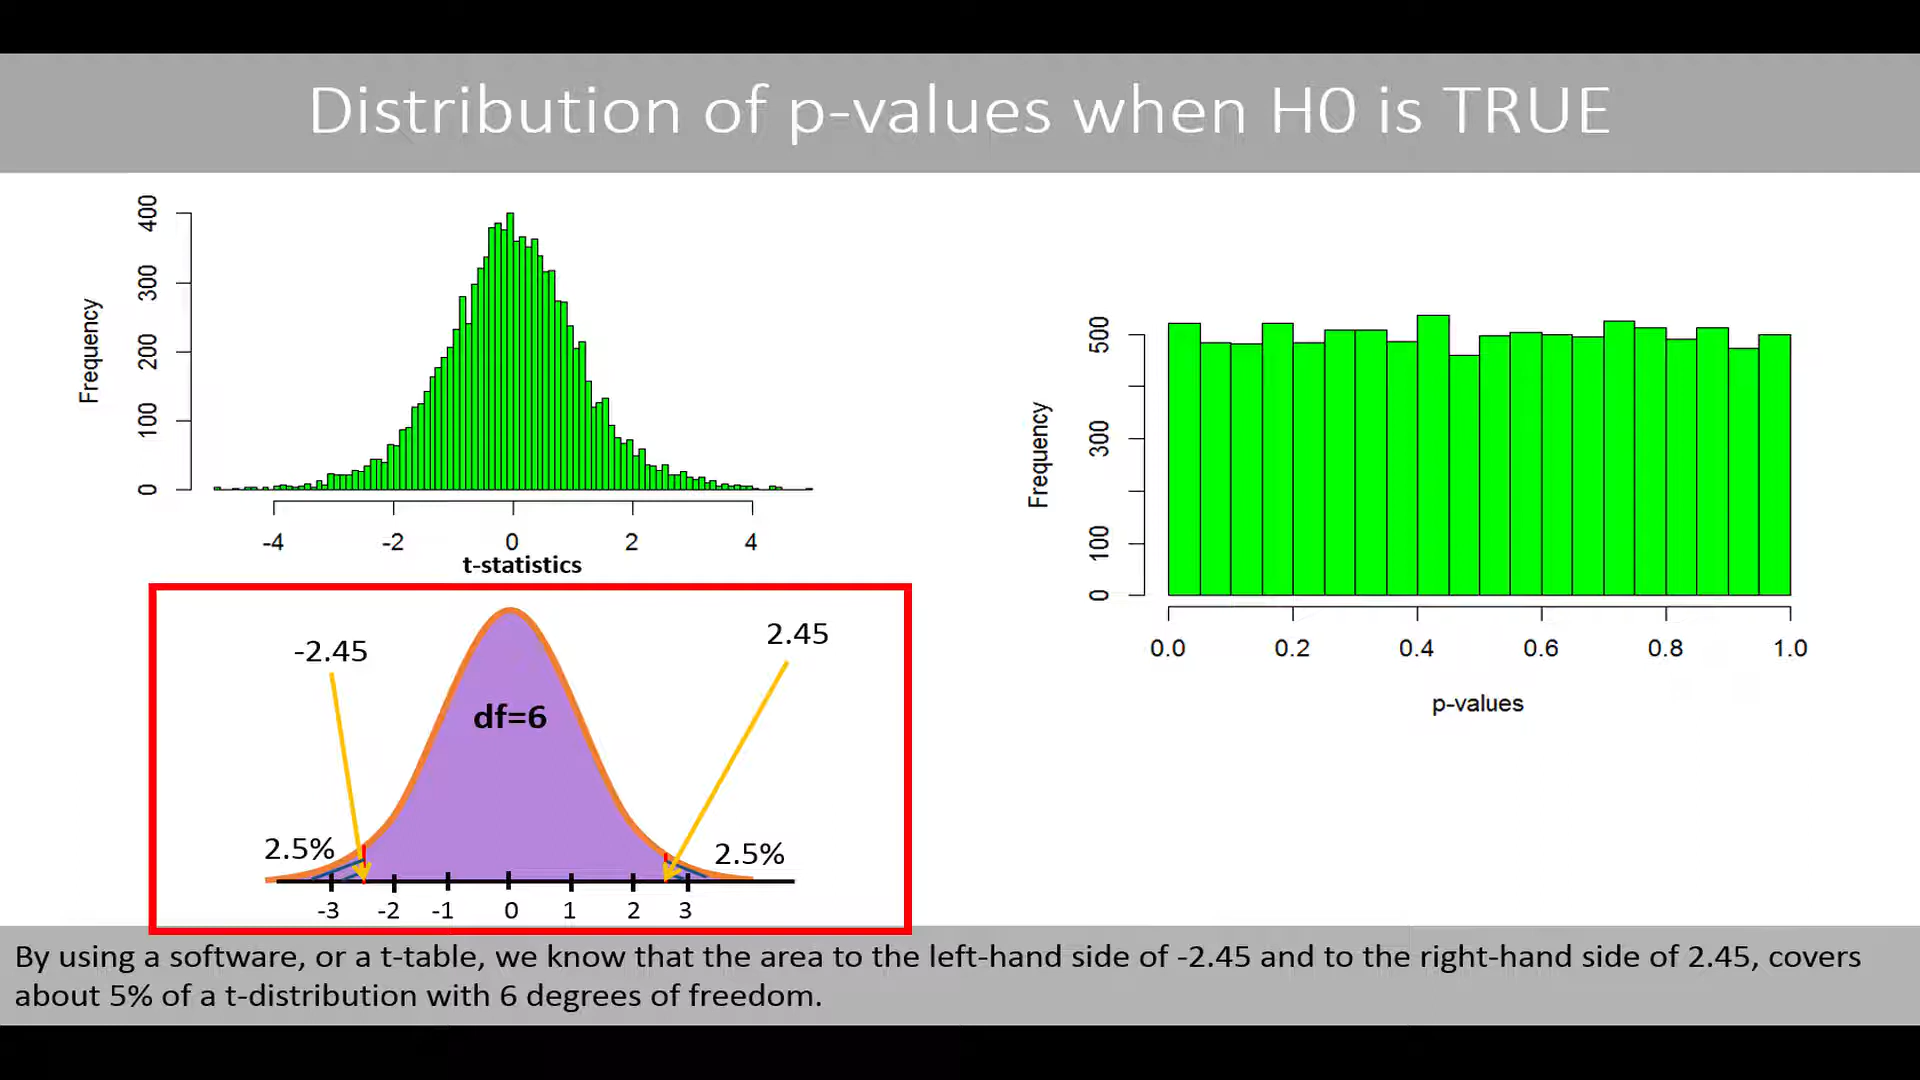 Distribution of p-values when H0 is TRUE
400
300
200
100
0
Frequency
-4 -2 0 2 4
t-statistics
500
300
100
0
Frequency
0.0 0.2 0.4 0.6 0.8 1.0
p-values
-2.45
2.45
df=6
2.5%
2.5%
-3 -2 -1 0 1 2 3
By using a software, or a t-table, we know that the area to the left-hand side of -2.45 and to the right-hand side of 2.45, covers
about 5% of a t-distribution with 6 degrees of freedom.